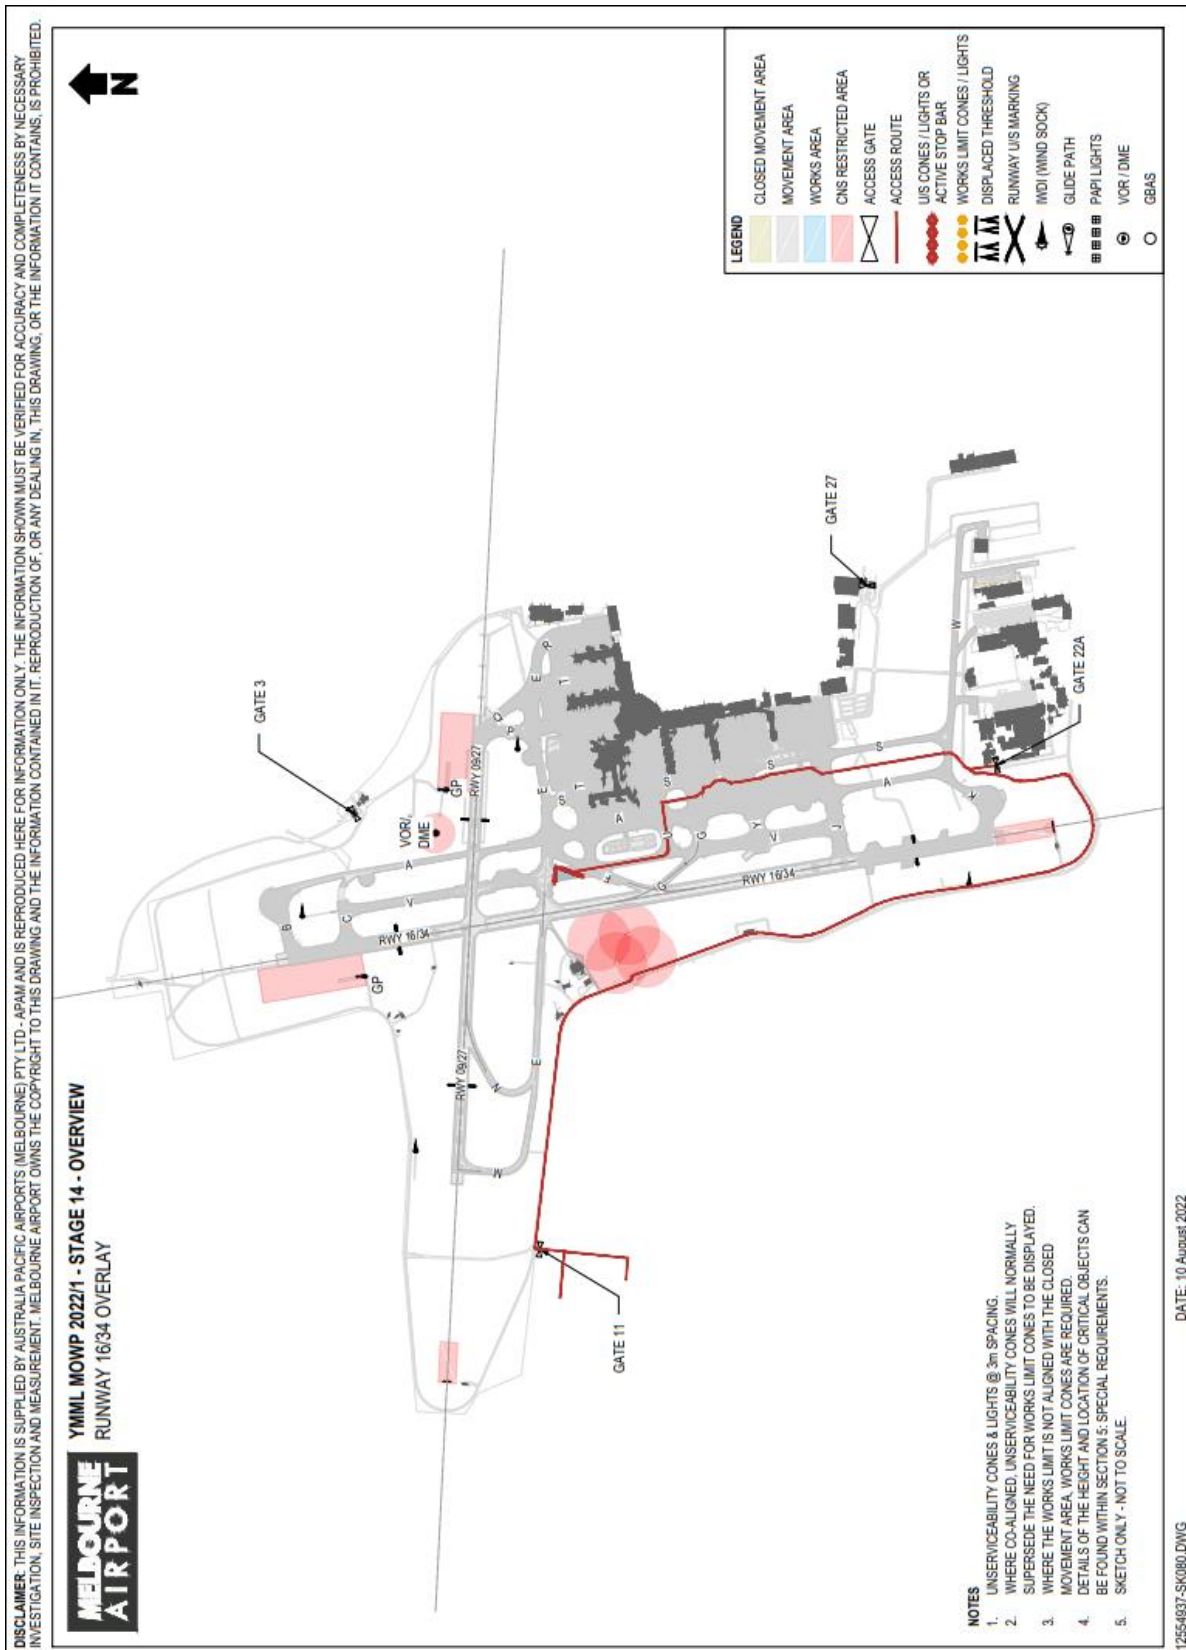 DISCLAIMER: THIS INFORMATION IS SUPPLIED BY AUSTRALIA PACIFIC AIRPORTS (MELBOURNE) PTY LTD - APAM AND IS REPRODUCED HERE FOR INFORMATION ONLY. THE INFORMATION SHOWN MUST BE VERIFIED FOR ACCURACY AND COMPLETENESS BY NECESSARY
INVESTIGATION, SITE INSPECTION AND MEASUREMENT. MELBOURNE AIRPORT OWNS THE COPYRIGHT TO THIS DRAWING AND THE INFORMATION CONTAINED IN IT. REPRODUCTION OF, OR ANY DEALING IN, THIS DRAWING, OR THE INFORMATION IT CONTAINS, IS PROHIBITED.
MELBOURNE
AIRPORT
YMML MOWP 2022/1 - STAGE 14 - OVERVIEW
RUNWAY 16/34 OVERLAY
N
GATE 3
GP
VOR/
DME
GP
B
C
A
V
RWY 16/34
RWY 09/27
RWY 09/27
M
N
E
E
E
P
P
Q
T
T
S
A
U
S
F
G
G
Y
V
J
S
S
A
K
W
RWY 16/34
GATE 11
GATE 27
GATE 22A
LEGEND
CLOSED MOVEMENT AREA
MOVEMENT AREA
WORKS AREA
CNS RESTRICTED AREA
ACCESS GATE
ACCESS ROUTE
U/S CONES / LIGHTS OR
ACTIVE STOP BAR
WORKS LIMIT CONES / LIGHTS
DISPLACED THRESHOLD
RUNWAY U/S MARKING
IWDI (WIND SOCK)
GLIDE PATH
PAPI LIGHTS
VOR / DME
GBAS
NOTES
1. UNSERVICEABILITY CONES & LIGHTS @ 3m SPACING.
2. WHERE CO-ALIGNED, UNSERVICEABILITY CONES WILL NORMALLY
SUPERSEDE THE NEED FOR WORKS LIMIT CONES TO BE DISPLAYED.
3. WHERE THE WORKS LIMIT IS NOT ALIGNED WITH THE CLOSED
MOVEMENT AREA, WORKS LIMIT CONES ARE REQUIRED.
4. DETAILS OF THE HEIGHT AND LOCATION OF CRITICAL OBJECTS CAN
BE FOUND WITHIN SECTION 5: SPECIAL REQUIREMENTS.
5. SKETCH ONLY - NOT TO SCALE.
12554937-SK080.DWG
DATE: 10 August 2022